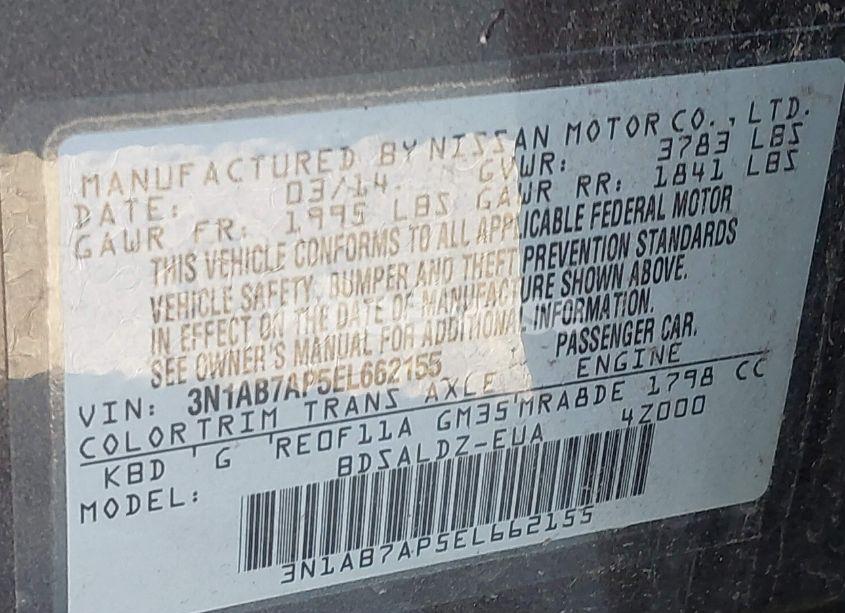 MANUFACTURED BY NISSAN MOTOR CO., LTD.
DATE: 03/14 GVWR: 3783 LBS
GAWR FR: 1995 LBS GAWR RR: 1841 LBS
THIS VEHICLE CONFORMS TO ALL APPLICABLE FEDERAL MOTOR
VEHICLE SAFETY, BUMPER AND THEFT PREVENTION STANDARDS
IN EFFECT ON THE DATE OF MANUFACTURE SHOWN ABOVE.
SEE OWNER'S MANUAL FOR ADDITIONAL INFORMATION.
VIN: 3N1AB7AP5EL662155 PASSENGER CAR.
COLORTRIM TRANS AXLE ENGINE
KBD ' G ' RE0F11A GM35'MRA8DE 1798 CC
MODEL: BDSALDZ-EUA 4Z000
3N1AB7AP5EL662155